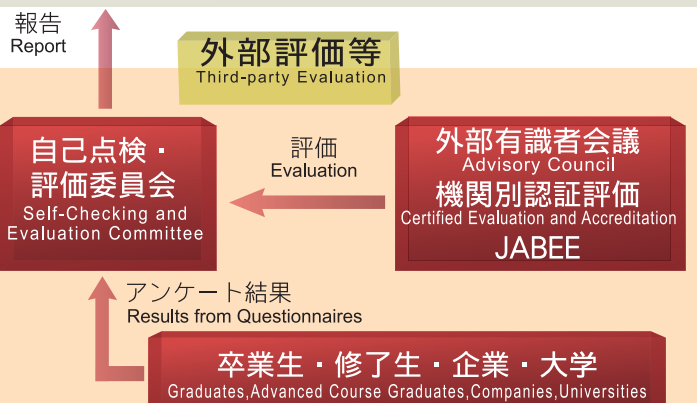 報告
Report
外部評価等
Third-party Evaluation
自己点検・
評価委員会
Self-Checking and
Evaluation Committee
評価
Evaluation
外部有識者会議
Advisory Council
機関別認証評価
Certified Evaluation and Accreditation
JABEE
アンケート結果
Results from Questionnaires
卒業生・修了生・企業・大学
Graduates,Advanced Course Graduates,Companies,Universities